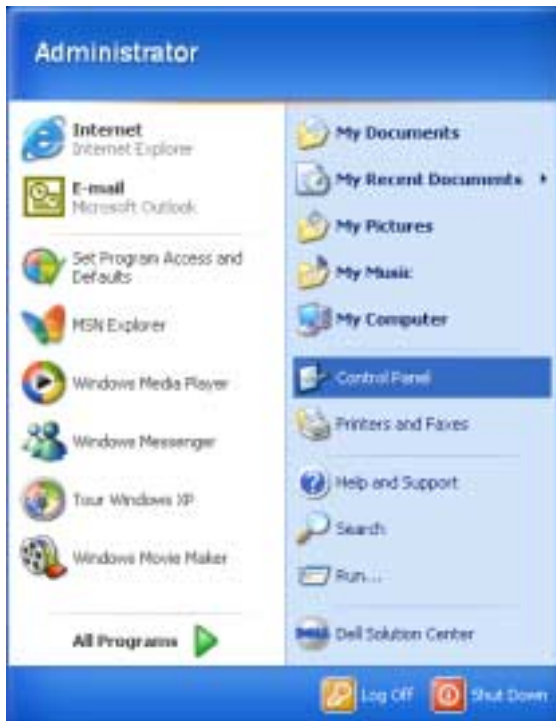 Administrator
Internet
Internet Explorer
E-mail
Microsoft Outlook
Set Program Access and
Defaults
MSN Explorer
Windows Media Player
Windows Messenger
Tour Windows XP
Windows Movie Maker
All Programs
My Documents
My Recent Documents
My Pictures
My Music
My Computer
Control Panel
Printers and Faxes
Help and Support
Search
Run...
DELL Dell Solution Center
Log Off
Shut Down